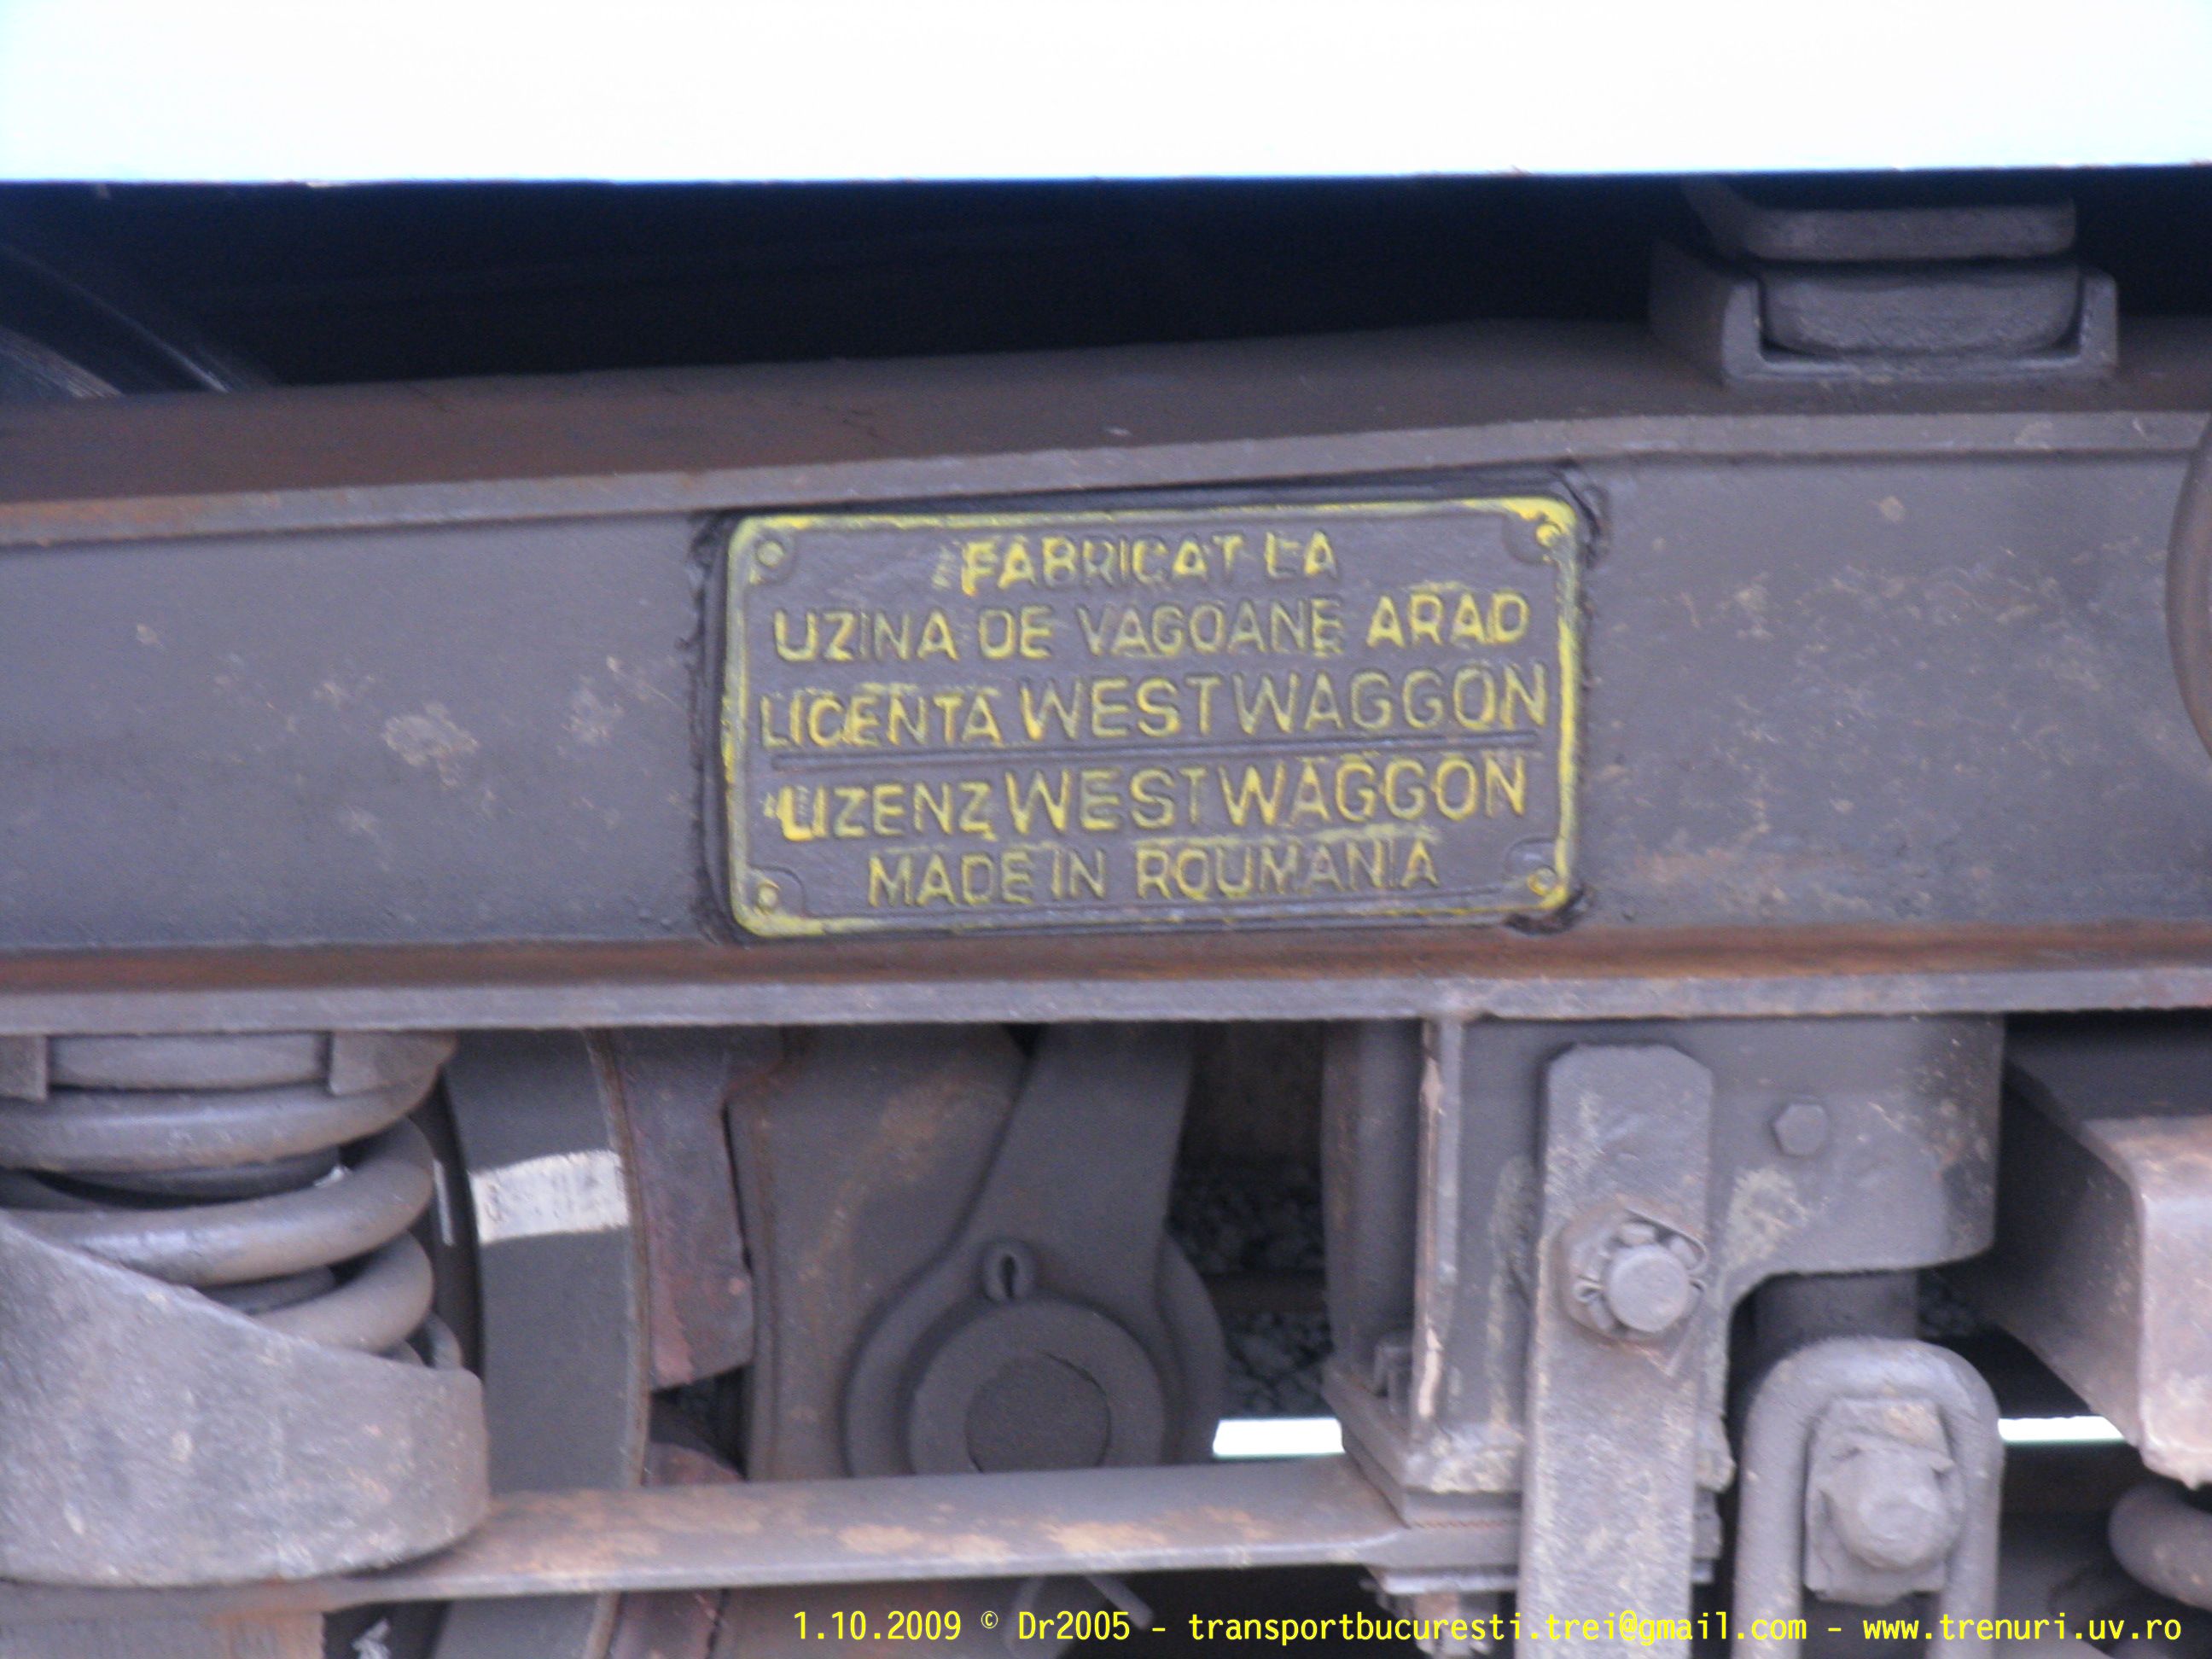 FABRICAT LA
UZINA DE VAGOANE ARAD
LICENTA WESTWAGGON
LIZENZ WESTWAGGON
MADE IN ROUMANIA
1.10.2009 © Dr2005 - transportbucuresti.trei@gmail.com - www.trenuri.uv.ro